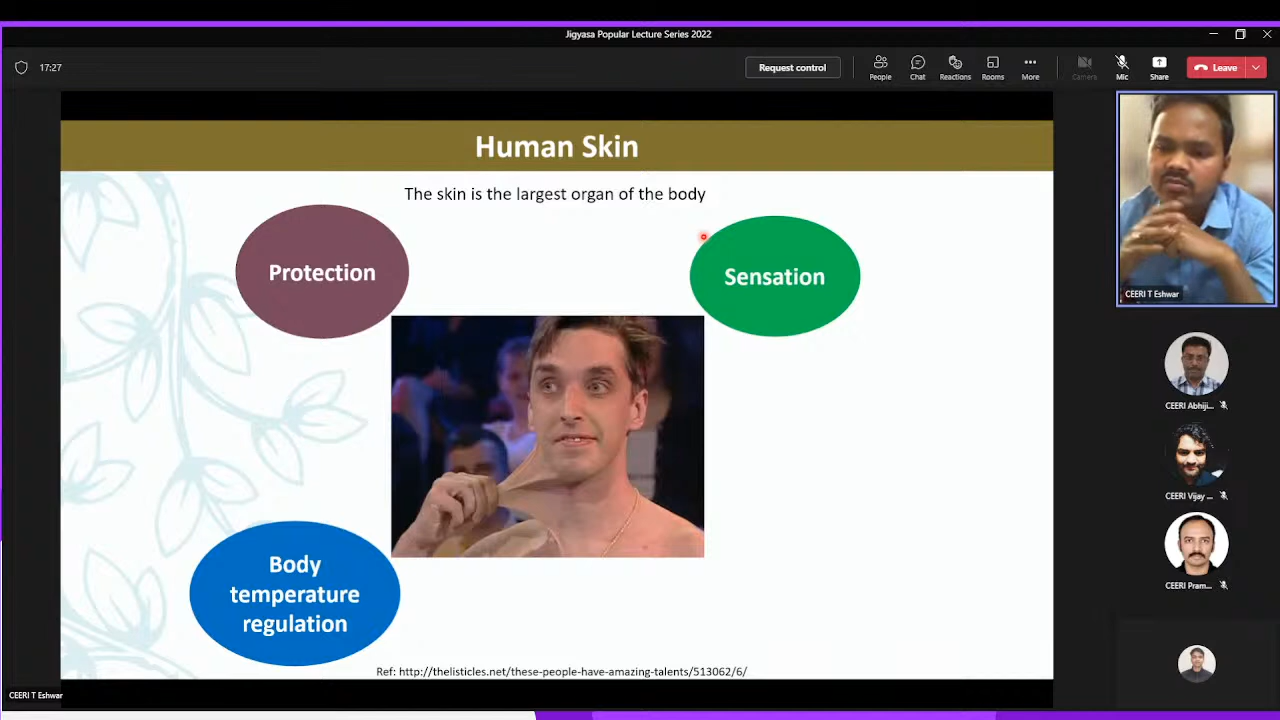 Jigyasa Popular Lecture Series 2022
17:27
Request control
People
Chat
Reactions
Rooms
More
Camera
Mic
Share
Leave
Human Skin
The skin is the largest organ of the body
Protection
Sensation
Body
temperature
regulation
Ref: http://thelisticles.net/these-people-have-amazing-talents/513062/6/
CEERI T Eshwar
CEERI Abhiji...
CEERI Vijay ...
CEERI Pram...
CEERI T Eshwar